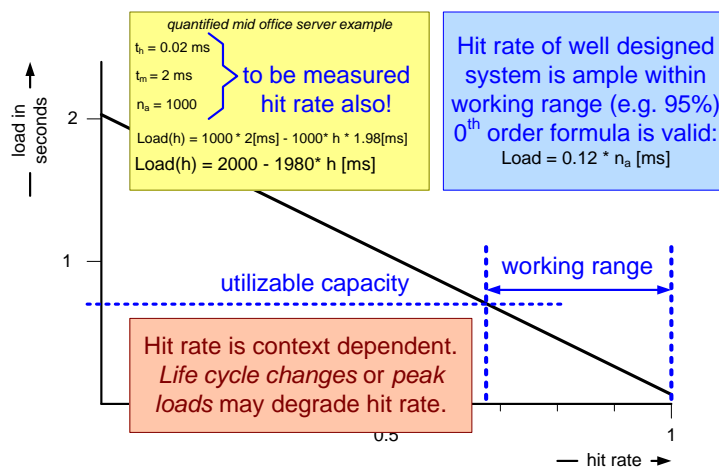 quantified mid office server example
t_h = 0.02 ms
t_m = 2 ms
n_a = 1000
to be measured
hit rate also!
Load(h) = 1000 * 2[ms] - 1000* h * 1.98[ms]
Load(h) = 2000 - 1980* h [ms]
Hit rate of well designed
system is ample within
working range (e.g. 95%)
0th order formula is valid:
Load = 0.12 * n_a [ms]
load in
seconds
2
1
utilizable capacity
working range
Hit rate is context dependent.
Life cycle changes or peak
loads may degrade hit rate.
0.5
1
hit rate